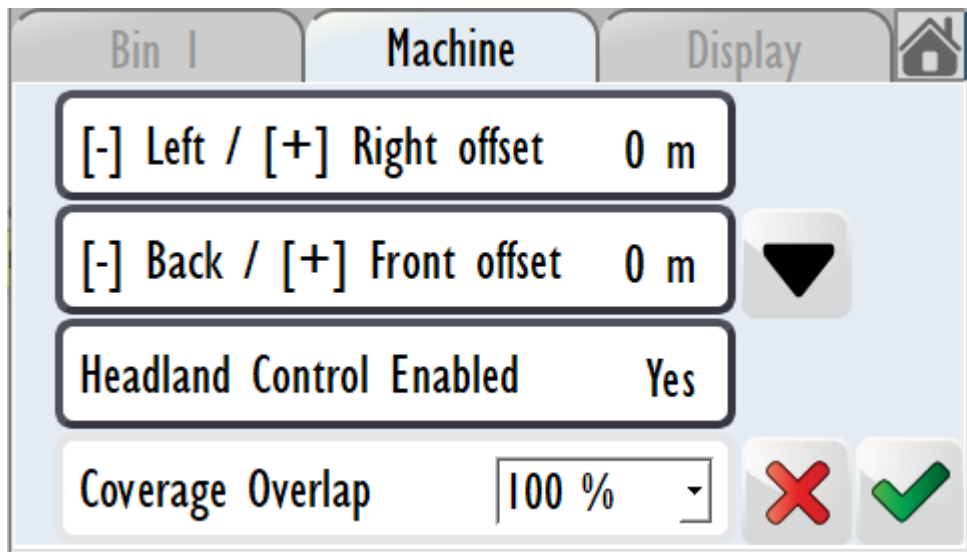 Bin 1 Machine Display
[-] Left / [+] Right offset 0 m
[-] Back / [+] Front offset 0 m
Headland Control Enabled Yes
Coverage Overlap 100 %